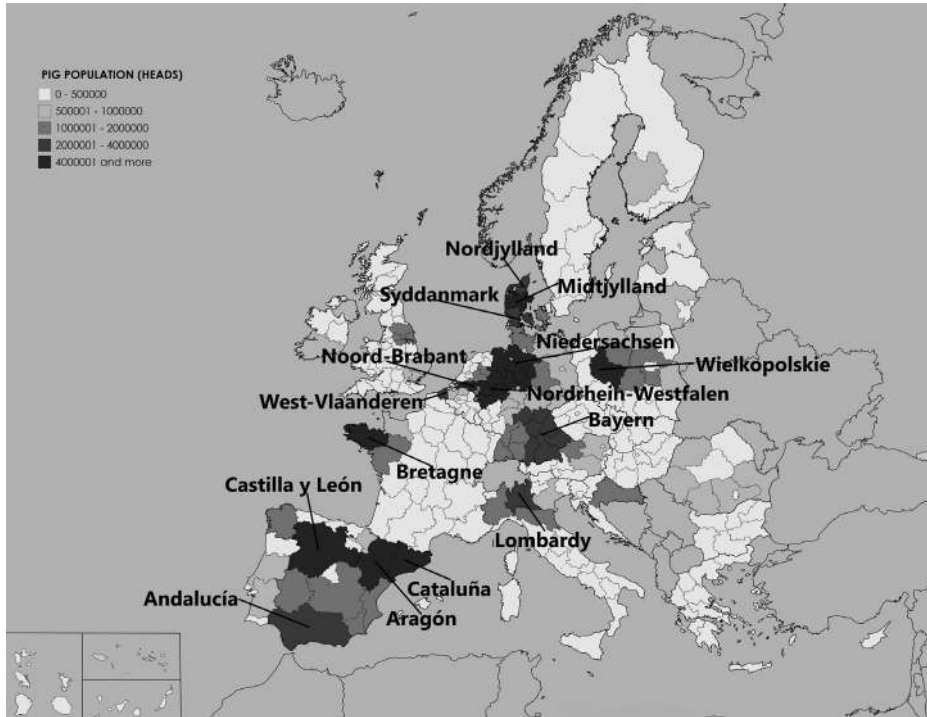 PIG POPULATION (HEADS)
0 - 500000
500001 - 1000000
1000001 - 2000000
2000001 - 4000000
4000001 and more
Nordjylland
Midtjylland
Syddanmark
Niedersachsen
Noord-Brabant
Wielkopolskie
Nordrhein-Westfalen
West-Vlaanderen
Bayern
Bretagne
Castilla y León
Lombardy
Cataluña
Andalucía
Aragón